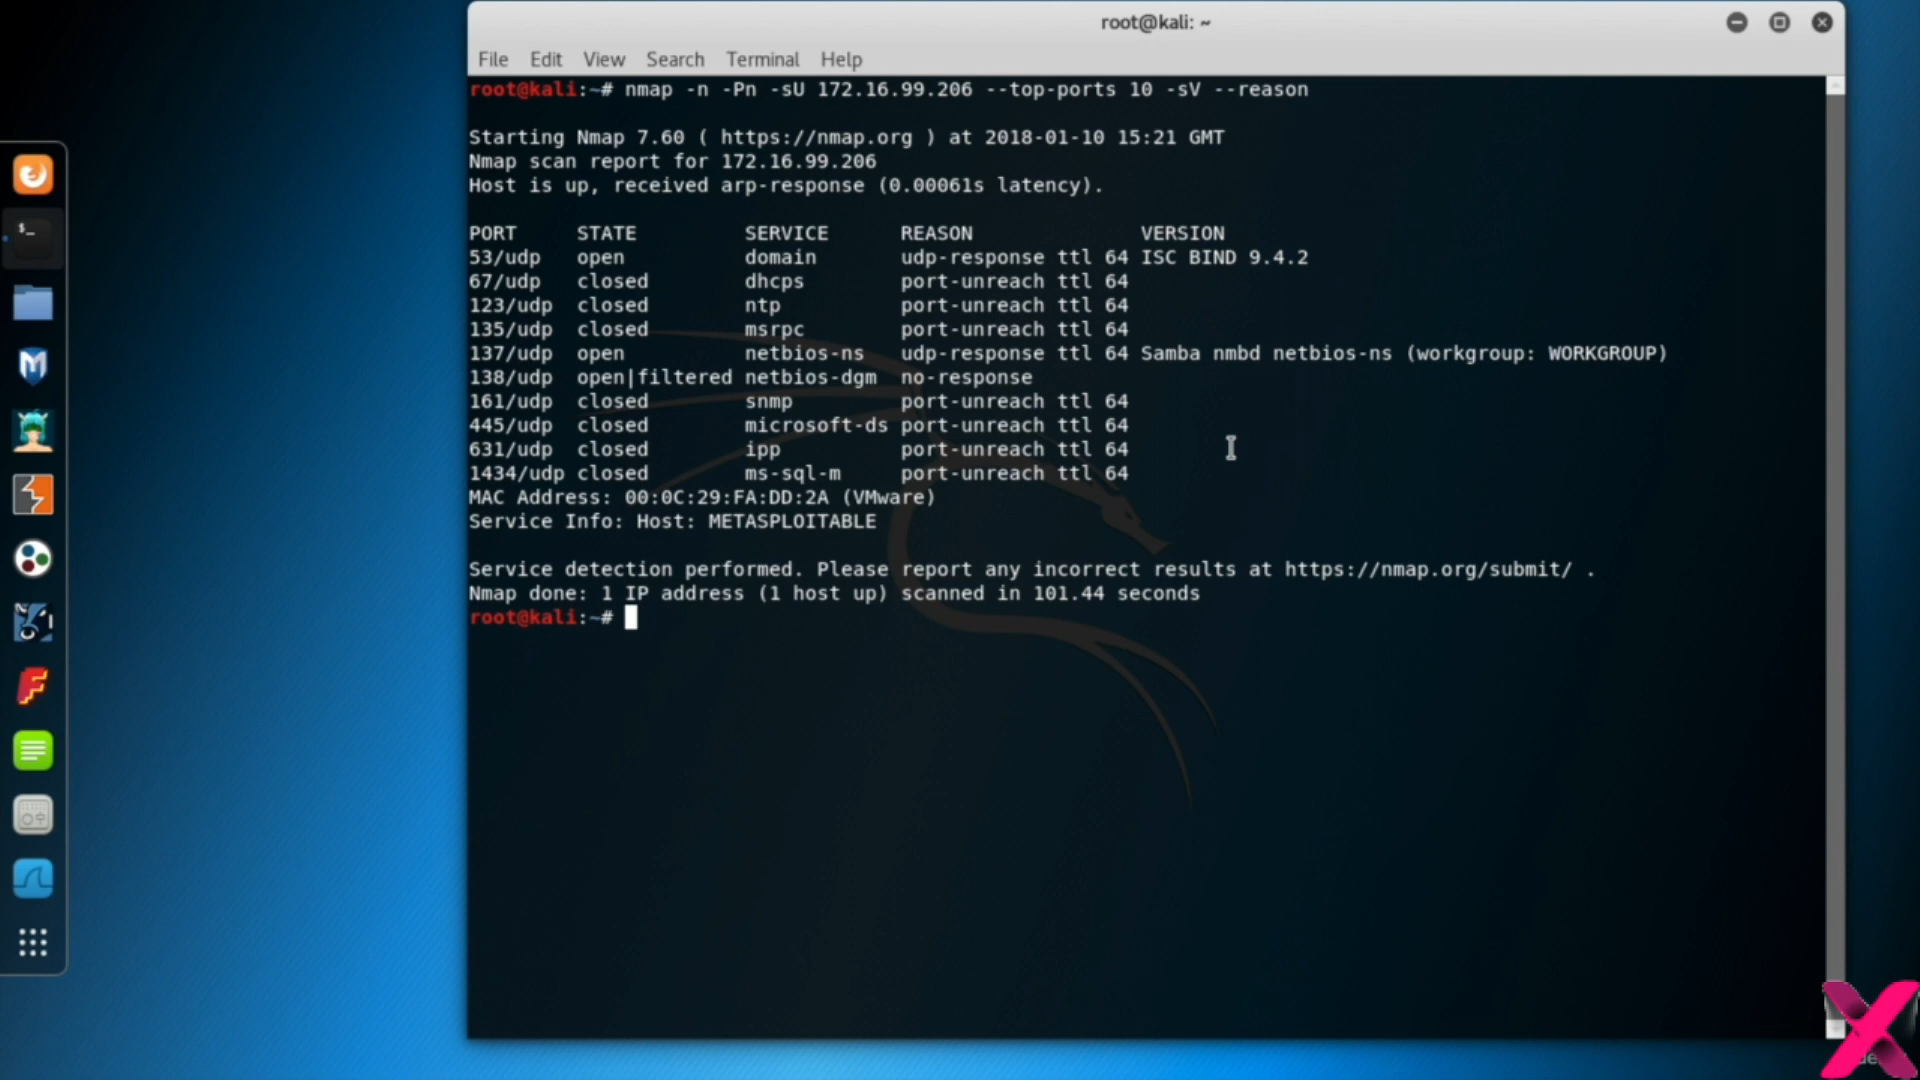 root@kali: ~
File Edit View Search Terminal Help
root@kali:~# nmap -n -Pn -sU 172.16.99.206 --top-ports 10 -sV --reason
Starting Nmap 7.60 ( https://nmap.org ) at 2018-01-10 15:21 GMT
Nmap scan report for 172.16.99.206
Host is up, received arp-response (0.00061s latency).
PORT STATE SERVICE REASON VERSION
53/udp open domain udp-response ttl 64 ISC BIND 9.4.2
67/udp closed dhcps port-unreach ttl 64
123/udp closed ntp port-unreach ttl 64
135/udp closed msrpc port-unreach ttl 64
137/udp open netbios-ns udp-response ttl 64 Samba nmbd netbios-ns (workgroup: WORKGROUP)
138/udp open|filtered netbios-dgm no-response
161/udp closed snmp port-unreach ttl 64
445/udp closed microsoft-ds port-unreach ttl 64
631/udp closed ipp port-unreach ttl 64
1434/udp closed ms-sql-m port-unreach ttl 64
MAC Address: 00:0C:29:FA:DD:2A (VMware)
Service Info: Host: METASPLOITABLE
Service detection performed. Please report any incorrect results at https://nmap.org/submit/ .
Nmap done: 1 IP address (1 host up) scanned in 101.44 seconds
root@kali:~#